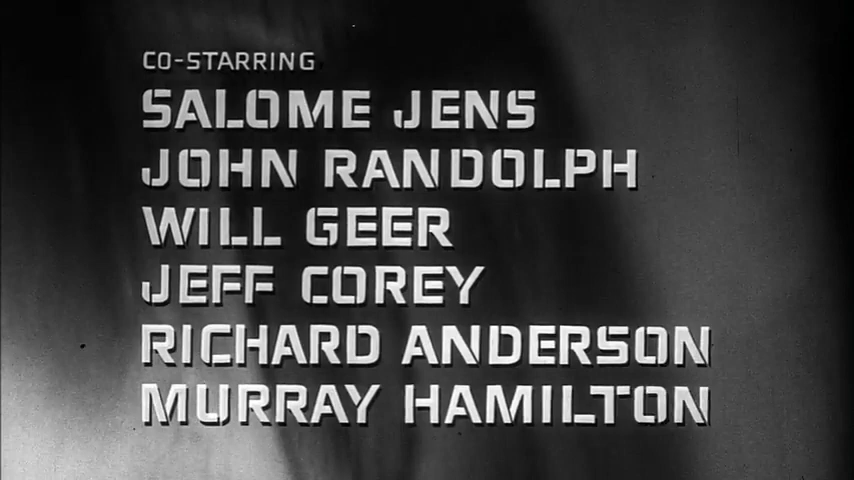 CO-STARRING
SALOME JENS
JOHN RANDOLPH
WILL GEER
JEFF COREY
RICHARD ANDERSON
MURRAY HAMILTON